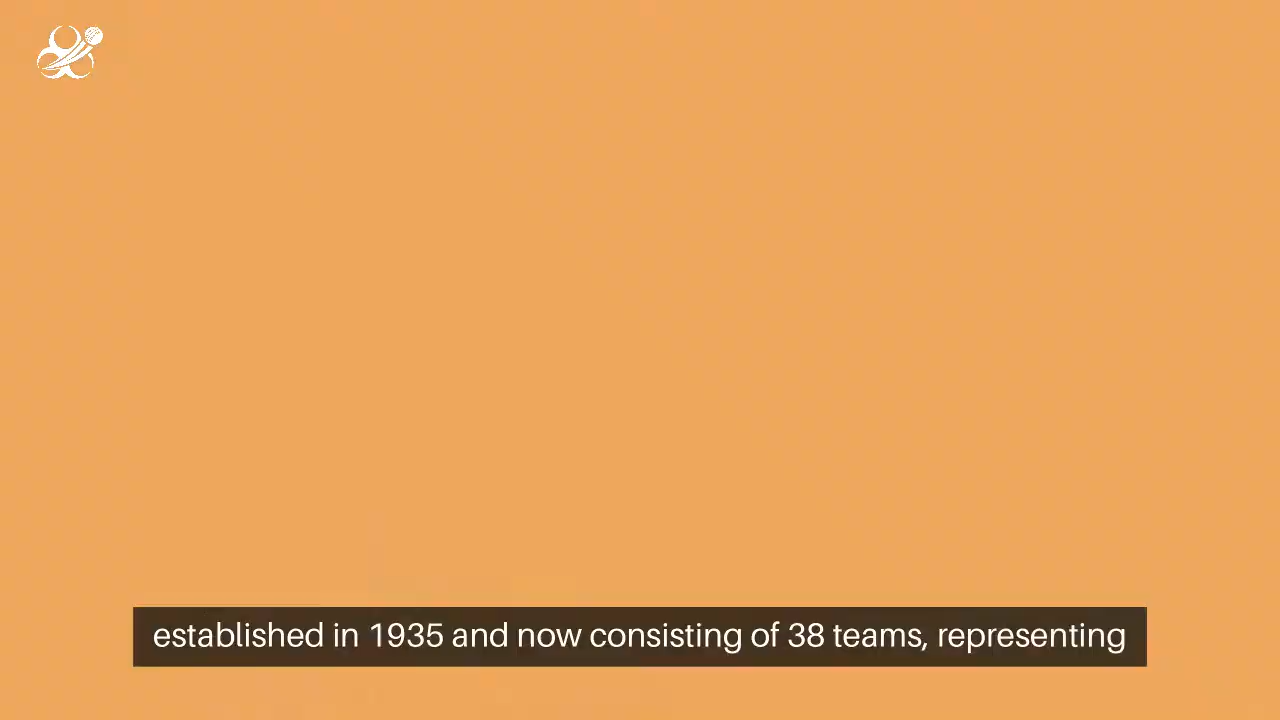 established in 1935 and now consisting of 38 teams, representing